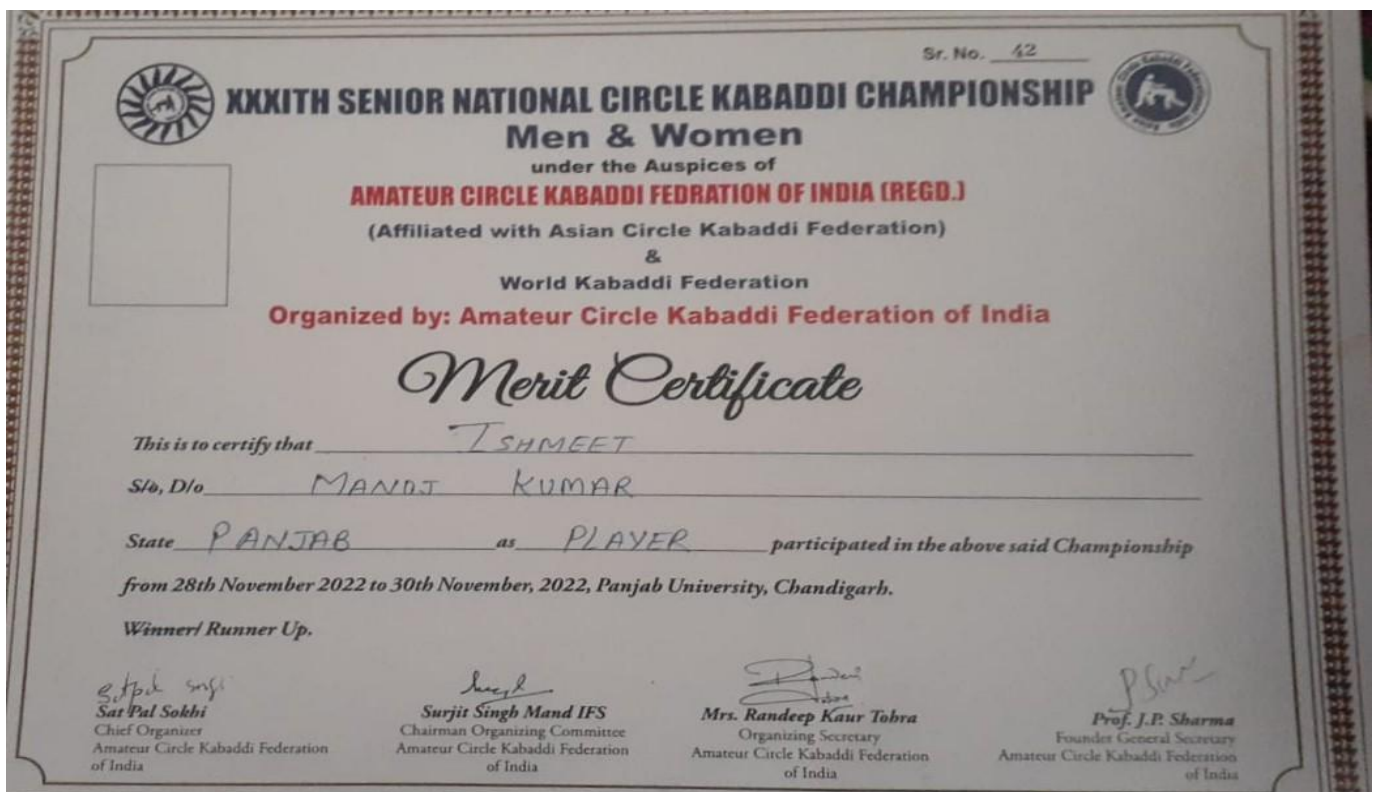 Sr. No. 42
XXXITH SENIOR NATIONAL CIRCLE KABADDI CHAMPIONSHIP
Men & Women
under the Auspices of
AMATEUR CIRCLE KABADDI FEDRATION OF INDIA (REGD.)
(Affiliated with Asian Circle Kabaddi Federation)
&
World Kabaddi Federation
Organized by: Amateur Circle Kabaddi Federation of India
Merit Certificate
This is to certify that ISHMEET
S/o, D/o MANOJ KUMAR
State PANJAB as PLAYER participated in the above said Championship
from 28th November 2022 to 30th November, 2022, Panjab University, Chandigarh.
Winner/ Runner Up.
Sat Pal Sokhi
Chief Organizer
Amateur Circle Kabaddi Federation
of India
Surjit Singh Mand IFS
Chairman Organizing Committee
Amateur Circle Kabaddi Federation
of India
Mrs. Randeep Kaur Tohra
Organizing Secretary
Amateur Circle Kabaddi Federation
of India
Prof. J.P. Sharma
Founder General Secretary
Amateur Circle Kabaddi Federation
of India